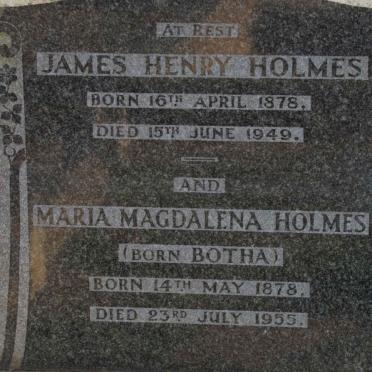 AT REST
JAMES HENRY HOLMES
BORN 16TH APRIL 1878.
DIED 15TH JUNE 1949.
AND
MARIA MAGDALENA HOLMES
(BORN BOTHA)
BORN 14TH MAY 1878.
DIED 23RD JULY 1955.